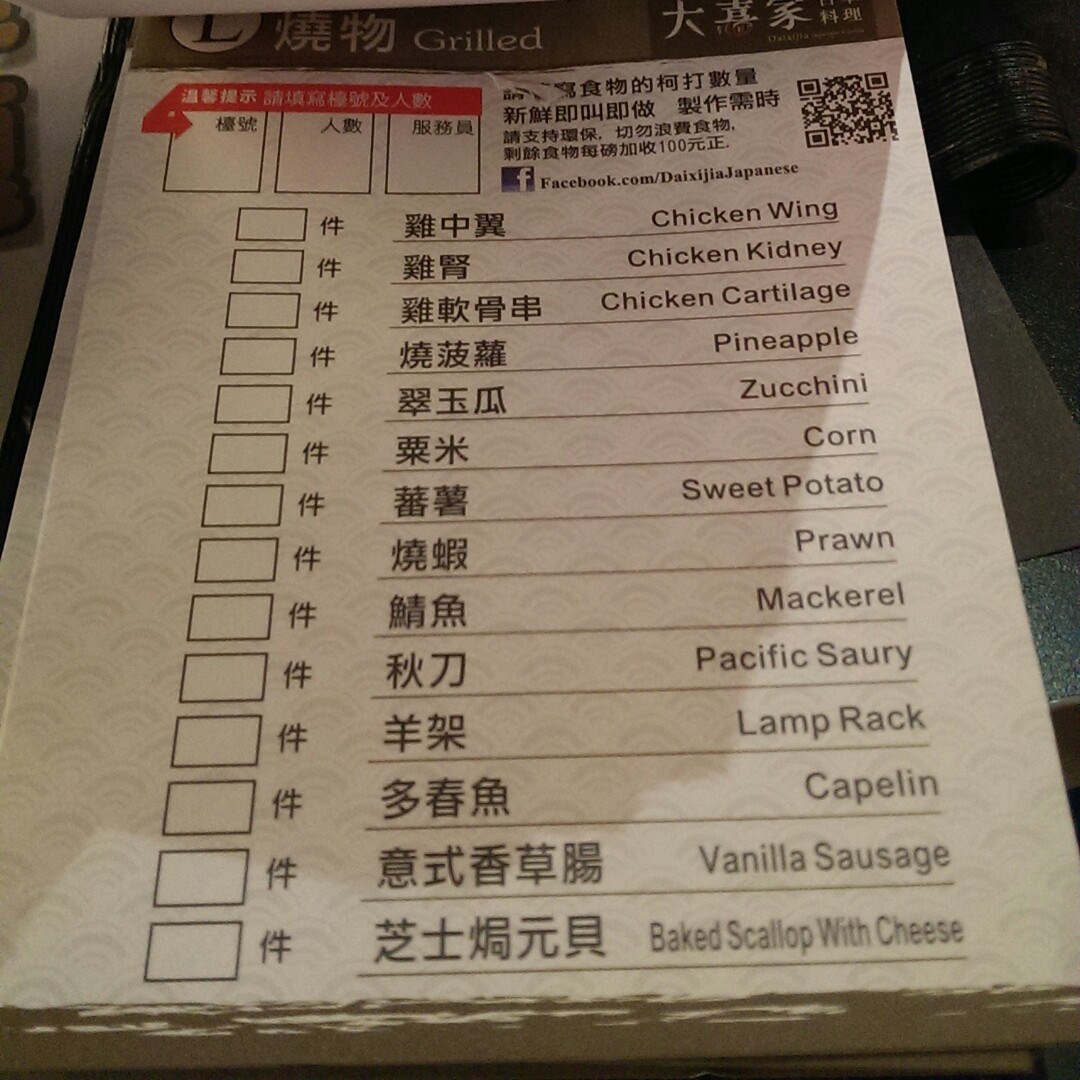 L 燒物 Grilled
大喜家 料理
Daixijia
溫馨提示 請填寫檯號及人數
檯號 人數 服務員
寫食物的柯打數量
新鮮即叫即做 製作需時
請支持環保, 切勿浪費食物,
剩餘食物每磅加收100元正.
f Facebook.com/DaixijiaJapanese
件 雞中翼 Chicken Wing
件 雞腎 Chicken Kidney
件 雞軟骨串 Chicken Cartilage
件 燒菠蘿 Pineapple
件 翠玉瓜 Zucchini
件 粟米 Corn
件 蕃薯 Sweet Potato
件 燒蝦 Prawn
件 鯖魚 Mackerel
件 秋刀 Pacific Saury
件 羊架 Lamp Rack
件 多春魚 Capelin
件 意式香草腸 Vanilla Sausage
件 芝士焗元貝 Baked Scallop With Cheese